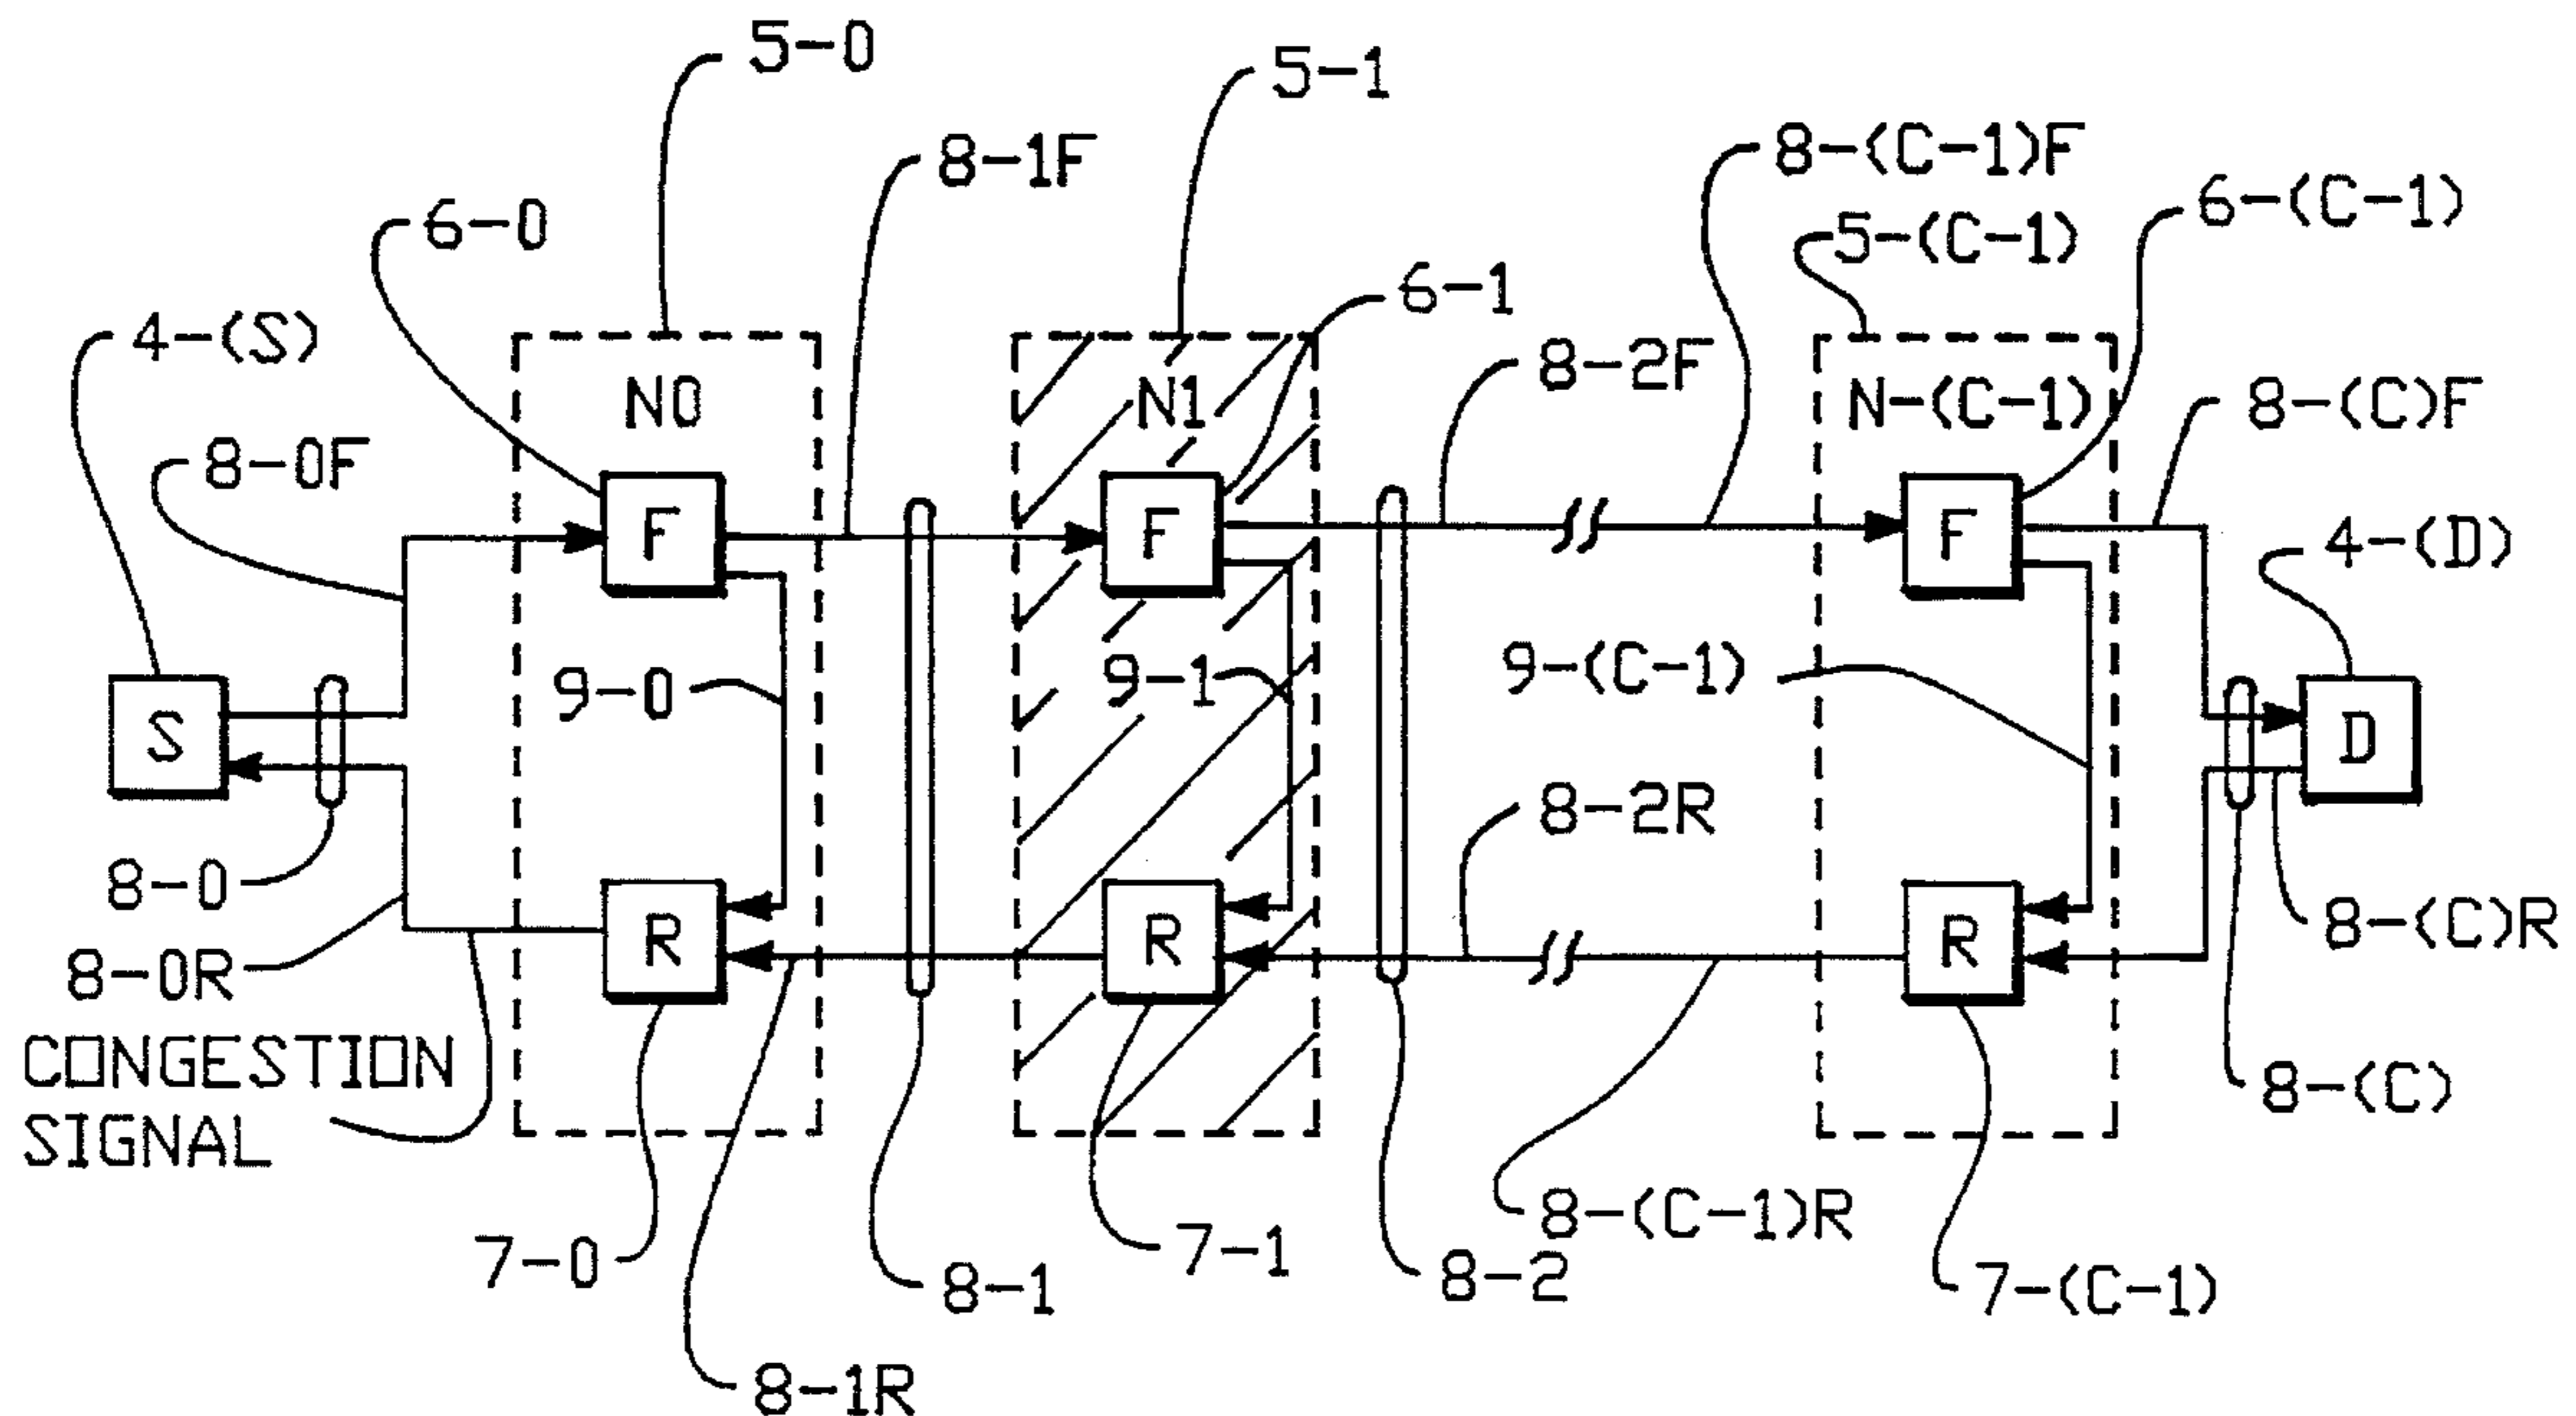 5-0
5-1
8-1F
8-(C-1)F
6-(C-1)
6-0
5-(C-1)
6-1
4-(S)
8-2F
N0
N1
N-(C-1)
8-(C)F
8-0F
F
F
F
4-(D)
9-0
9-1
9-(C-1)
S
D
8-2R
8-0
R
R
R
8-(C)R
8-0R
CONGESTION
SIGNAL
8-(C)
8-(C-1)R
7-0
7-1
8-1
8-2
7-(C-1)
8-1R